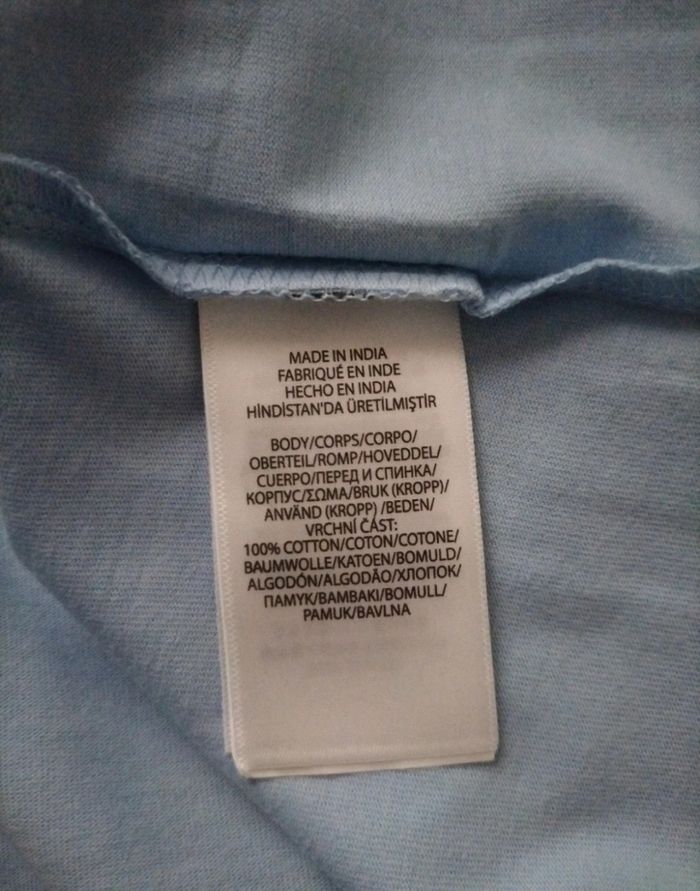 MADE IN INDIA
FABRIQUÉ EN INDE
HECHO EN INDIA
HİNDİSTAN'DA ÜRETİLMİŞTİR
BODY/CORPS/CORPO/
OBERTEIL/ROMP/HOVEDDEL/
CUERPO/ПЕРЕД И СПИНКА/
КОРПУС/ΣΩΜΑ/BRUK (KROPP)/
ANVÄND (KROPP) /BEDEN/
VRCHNÍ ČÁST:
100% COTTON/COTON/COTONE/
BAUMWOLLE/KATOEN/BOMULD/
ALGODÓN/ALGODÃO/ХЛОПОК/
ПАМУК/ΒΑΜΒΑΚΙ/BOMULL/
PAMUK/BAVLNA